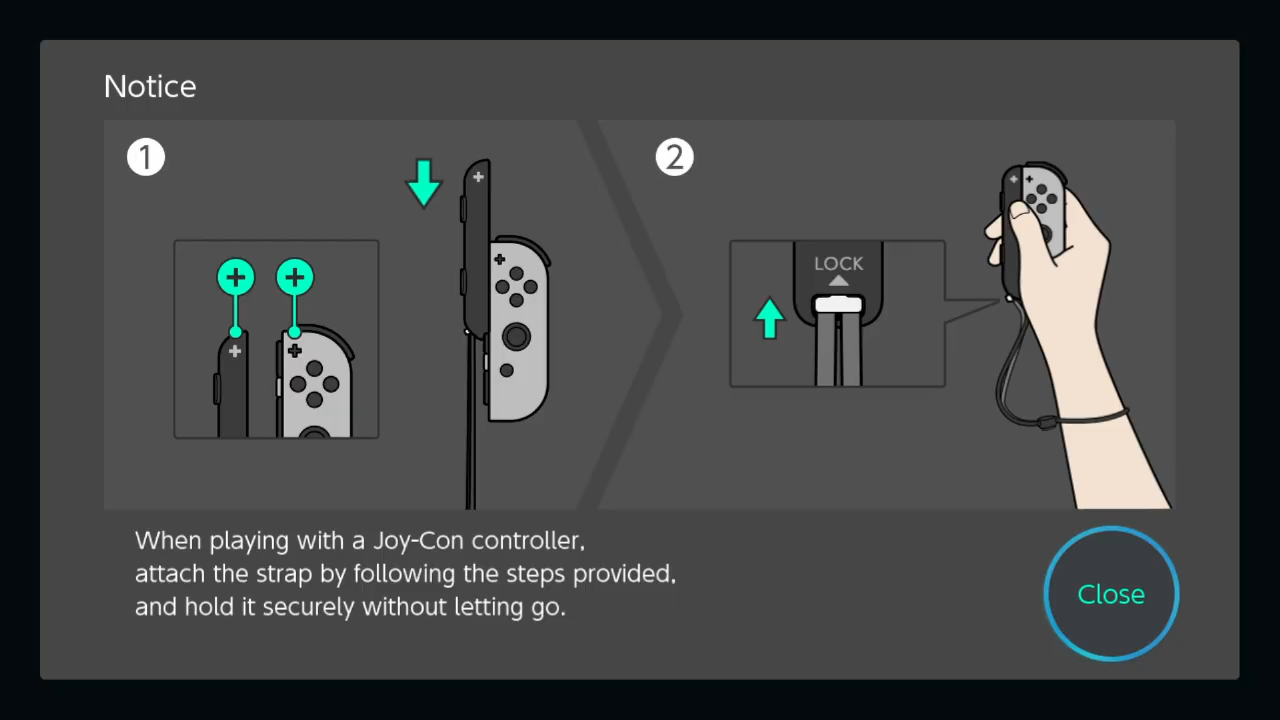 Notice
1
2
LOCK
When playing with a Joy-Con controller,
attach the strap by following the steps provided,
and hold it securely without letting go.
Close